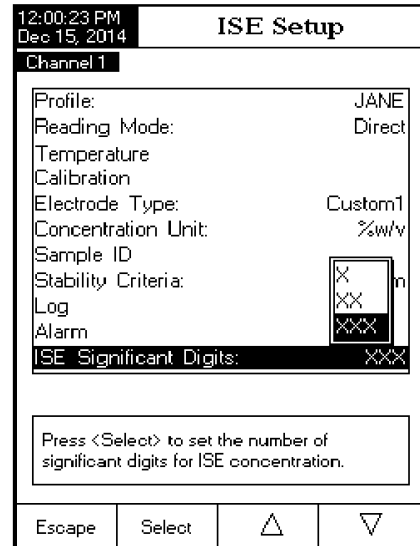 12:00:23 PM
Dec 15, 2014
ISE Setup
Channel 1
Profile: JANE
Reading Mode: Direct
Temperature
Calibration
Electrode Type: Custom1
Concentration Unit: %w/v
Sample ID
Stability Criteria: m
Log
Alarm
X
XX
XXX
ISE Significant Digits: XXX
Press <Select> to set the number of
significant digits for ISE concentration.
Escape Select △ ▽